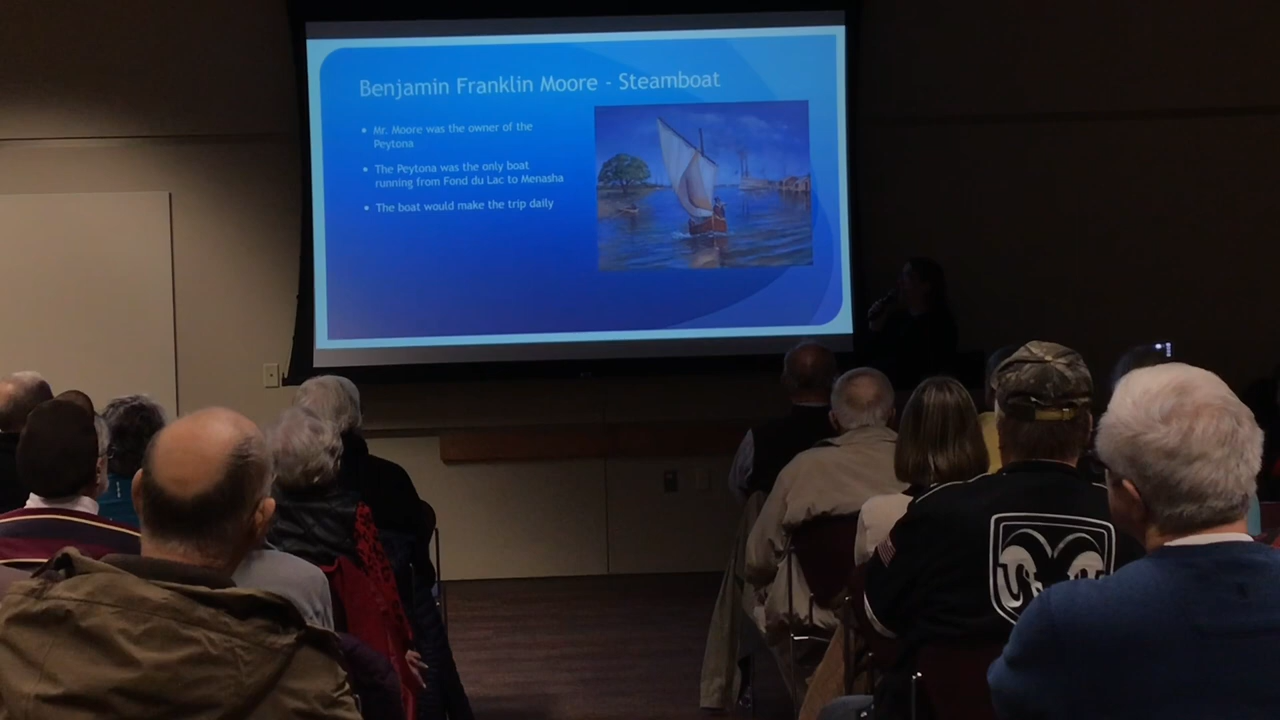 Benjamin Franklin Moore - Steamboat
• Mr. Moore was the owner of the
Peytona
• The Peytona was the only boat
running from Fond du Lac to Menasha
• The boat would make the trip daily